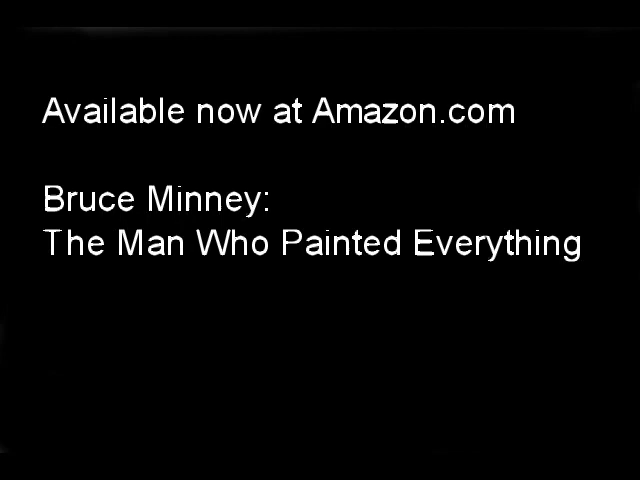 Available now at Amazon.com
Bruce Minney:
The Man Who Painted Everything